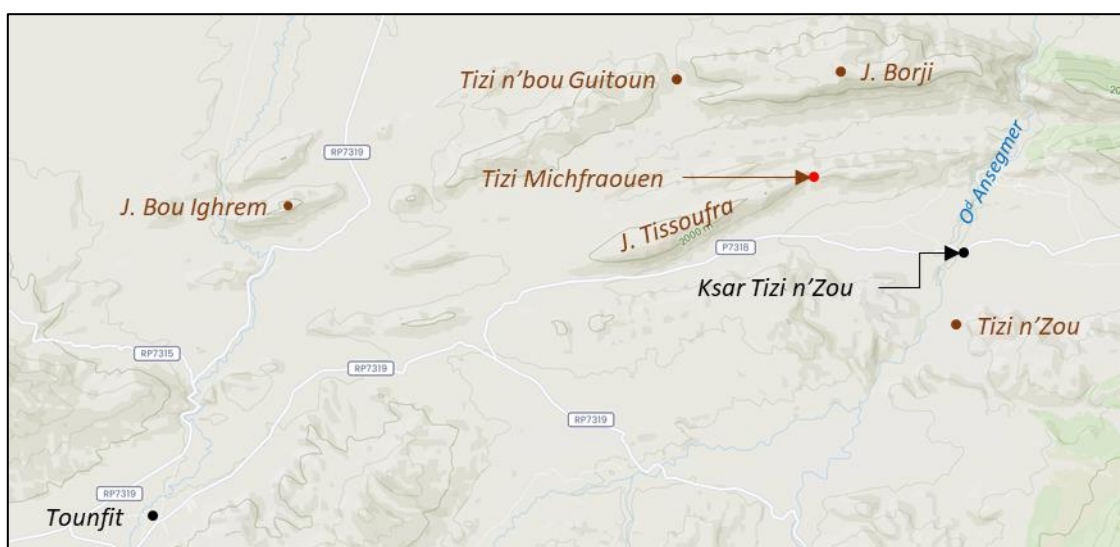 Tizi n'bou Guitoun
J. Borji
20
RP7319
Tizi Michfraouen
Oᵈ Ansegmer
J. Bou Ighrem
J. Tissoufra
2000 m
P7318
Ksar Tizi n'Zou
Tizi n'Zou
RP7315
RP7319
RP7319
RP7319
Tounfit